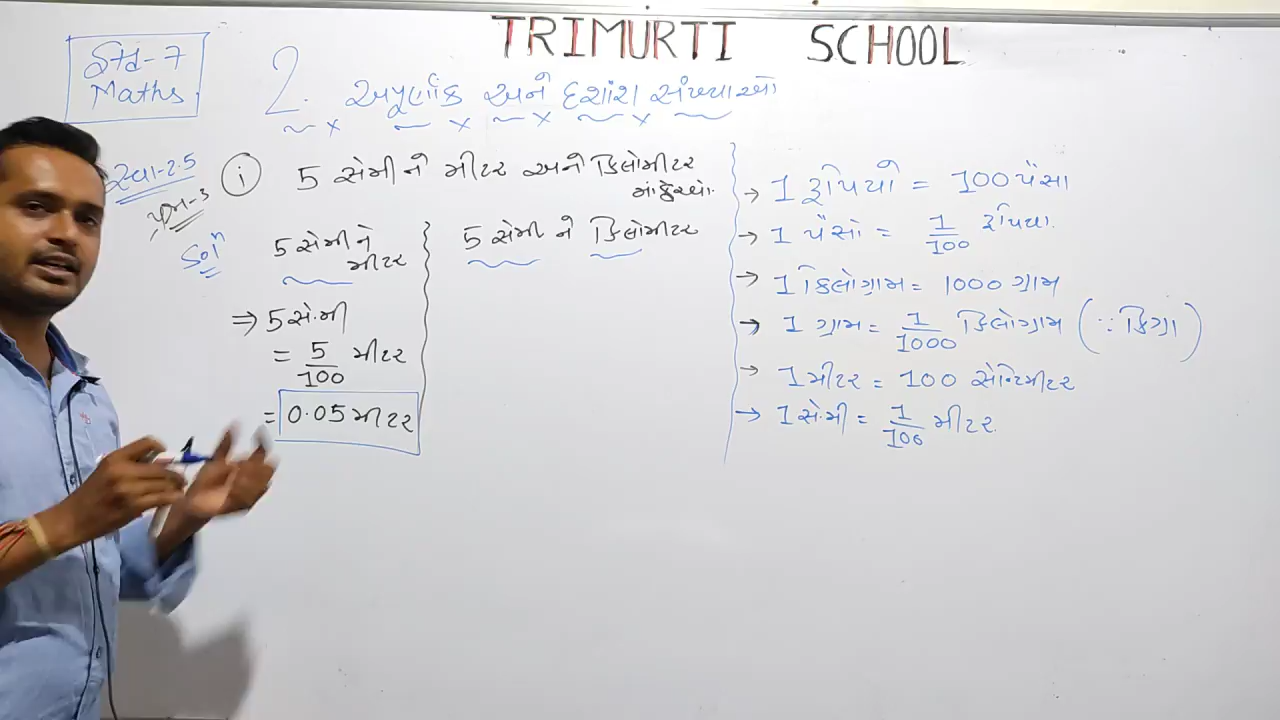 TRIMURTI SCHOOL
Std-7
Maths
2. અપૂર્ણાંક અને દશાંશ સંખ્યાઓ
સ્વા-2.5
પ્રશ્ન-3
i 5 સેમીને મીટર અને કિલોમીટર
માં ફેરવો.
Solⁿ
5 સેમીને
મીટર
⇒ 5 સે.મી
= 5/100 મીટર
= 0.05 મીટર
5 સેમી ને કિલોમીટર
→ 1 રૂપિયો = 100 પૈસા
→ 1 પૈસો = 1/100 રૂપિયા.
→ 1 કિલોગ્રામ = 1000 ગ્રામ
→ 1 ગ્રામ = 1/1000 કિલોગ્રામ (∵ કિગ્રા)
→ 1 મીટર = 100 સેન્ટિમીટર
→ 1 સે.મી = 1/100 મીટર.